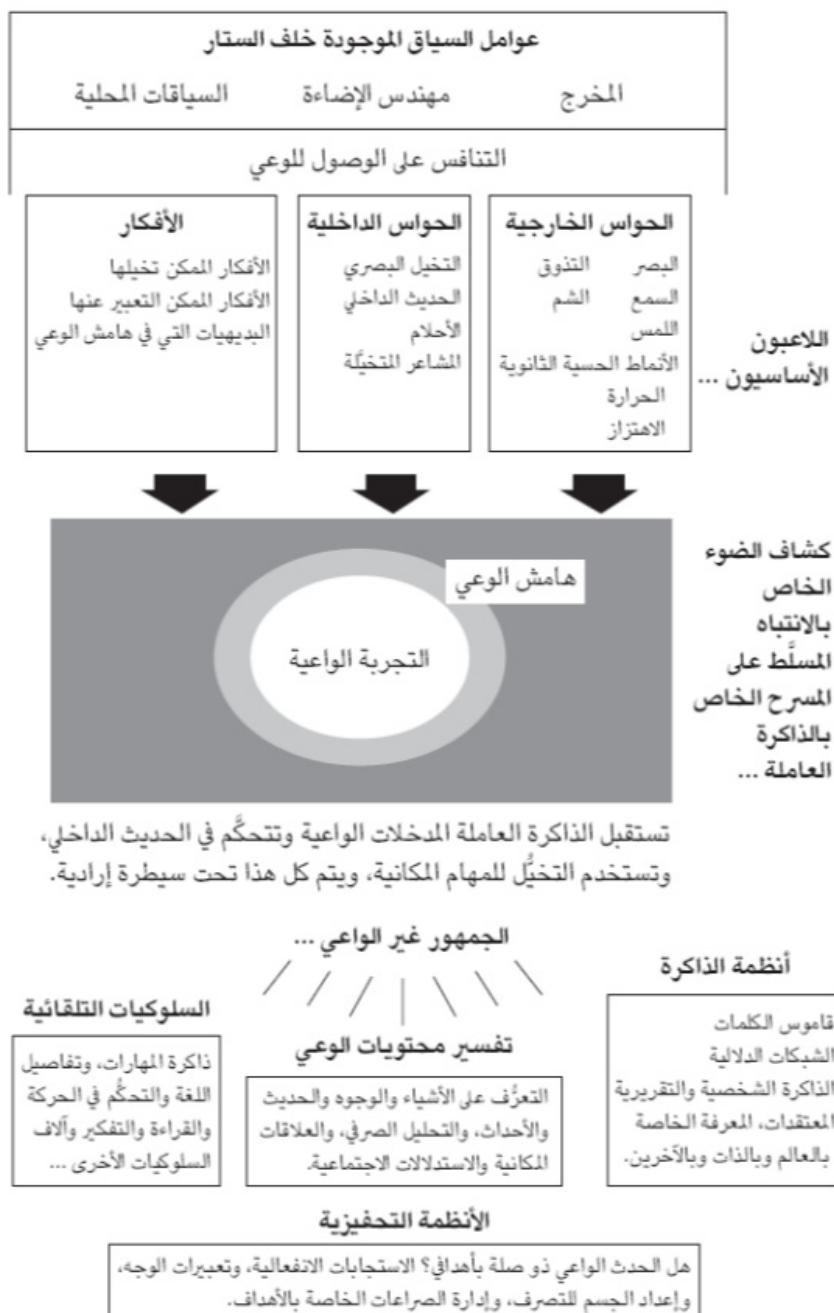 عوامل السياق الموجودة خلف الستار
المخرج مهندس الإضاءة السياقات المحلية
التنافس على الوصول للوعي
الحواس الخارجية
البصر التذوق
السمع الشم
اللمس
الأنماط الحسية الثانوية
الحرارة
الاهتزاز
الحواس الداخلية
التخيل البصري
الحديث الداخلي
الأحلام
المشاعر المتخيَّلة
الأفكار
الأفكار الممكن تخيلها
الأفكار الممكن التعبير عنها
البديهيات التي في هامش الوعي
اللاعبون
الأساسيون ...
هامش الوعي
التجربة الواعية
كشاف الضوء
الخاص
بالانتباه
المسلَّط على
المسرح الخاص
بالذاكرة
العاملة ...
تستقبل الذاكرة العاملة المدخلات الواعية وتتحكَّم في الحديث الداخلي،
وتستخدم التخيُّل للمهام المكانية، ويتم كل هذا تحت سيطرة إرادية.
الجمهور غير الواعي ...
أنظمة الذاكرة
قاموس الكلمات
الشبكات الدلالية
الذاكرة الشخصية والتقريرية
المعتقدات، المعرفة الخاصة
بالعالم وبالذات وبالآخرين.
تفسير محتويات الوعي
التعرُّف على الأشياء والوجوه والحديث
والأحداث، والتحليل الصرفي، والعلاقات
المكانية والاستدلالات الاجتماعية.
السلوكيات التلقائية
ذاكرة المهارات، وتفاصيل
اللغة والتحكُّم في الحركة
والقراءة والتفكير وآلاف
السلوكيات الأخرى ...
الأنظمة التحفيزية
هل الحدث الواعي ذو صلة بأهدافي؟ الاستجابات الانفعالية، وتعبيرات الوجه،
وإعداد الجسم للتصرف، وإدارة الصراعات الخاصة بالأهداف.